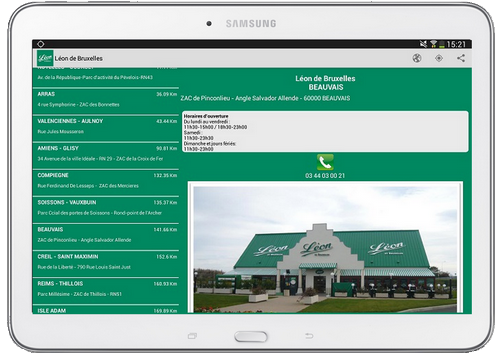 SAMSUNG
15:21
Léon
Léon de Bruxelles
Av. de la République-Parc d'activité du Pévelois-RN43
ARRAS 36.09 Km
4 rue Symphorine - ZAC des Bonnettes
VALENCIENNES - AULNOY 43.44 Km
Rue Jules Mousseron
AMIENS - GLISY 90.81 Km
34 Avenue de la ville Idéale - RN 29 - ZAC de la Croix de Fer
COMPIEGNE 132.35 Km
Rue Ferdinand De Lesseps - ZAC des Mercieres
SOISSONS - VAUXBUIN 135.37 Km
Parc Ccial des portes de Soissons - Rond-point de l'Archer
BEAUVAIS 141.66 Km
ZAC de Pinconlieu - Angle Salvador Allende
CREIL - SAINT MAXIMIN 152.6 Km
Rue de la Liberté - 790 Rue Louis Saint Just
REIMS - THILLOIS 160.93 Km
Parc Millésime - ZAC de Thillois - RN51
ISLE ADAM 169.89 Km
Léon de Bruxelles
BEAUVAIS
ZAC de Pinconlieu - Angle Salvador Allende - 60000 BEAUVAIS
Horaires d'ouverture
Du lundi au vendredi :
11h30-15h00 / 18h30-23h00
Samedi:
11h30-23h30
Dimanche et jours fériés:
11h30-23h00
03 44 03 00 21
Léon
Léon
de Bruxelles
Léon